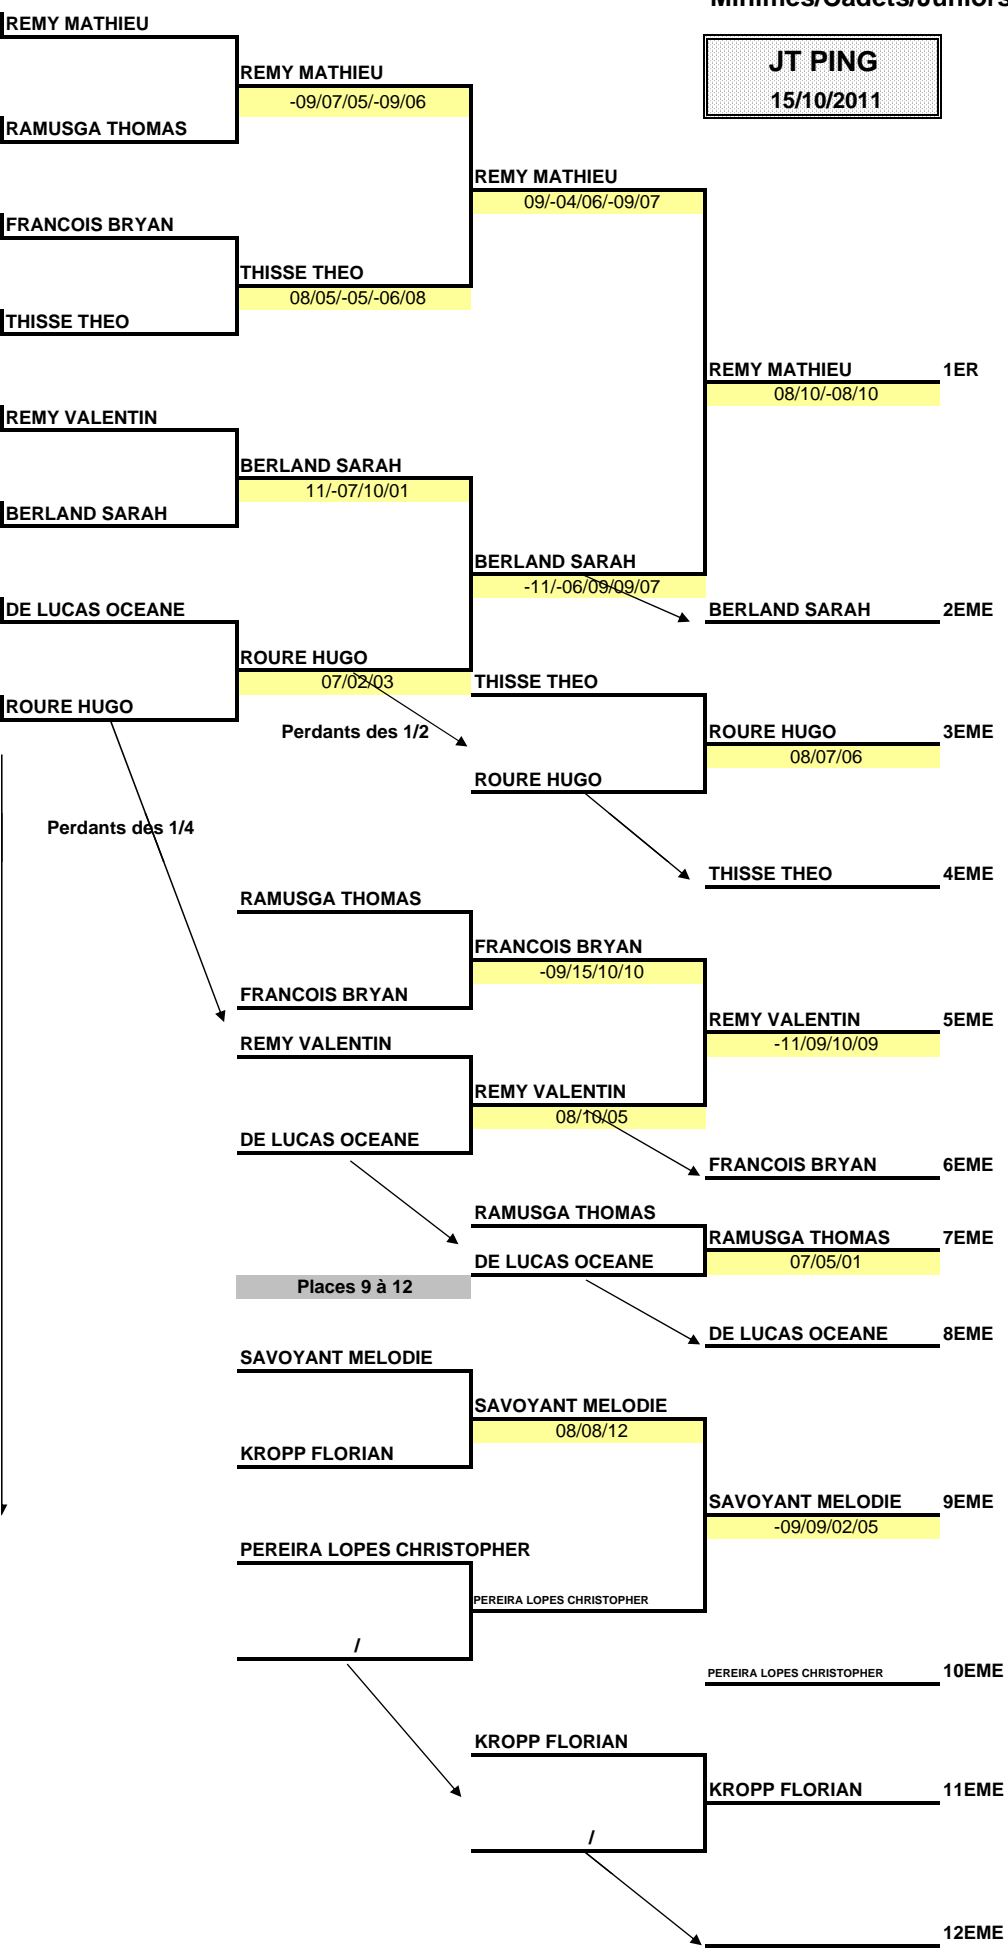 Minimes/Cadets/Juniors
REMY MATHIEU
JT PING
15/10/2011
REMY MATHIEU
-09/07/05/-09/06
RAMUSGA THOMAS
REMY MATHIEU
09/-04/06/-09/07
FRANCOIS BRYAN
THISSE THEO
08/05/-05/-06/08
THISSE THEO
REMY MATHIEU 1ER
08/10/-08/10
REMY VALENTIN
BERLAND SARAH
11/-07/10/01
BERLAND SARAH
BERLAND SARAH
-11/-06/09/09/07
DE LUCAS OCEANE
BERLAND SARAH 2EME
ROURE HUGO
07/02/03
THISSE THEO
ROURE HUGO
Perdants des 1/2
ROURE HUGO 3EME
08/07/06
ROURE HUGO
Perdants des 1/4
THISSE THEO 4EME
RAMUSGA THOMAS
FRANCOIS BRYAN
-09/15/10/10
FRANCOIS BRYAN
REMY VALENTIN 5EME
-11/09/10/09
REMY VALENTIN
REMY VALENTIN
08/10/05
DE LUCAS OCEANE
FRANCOIS BRYAN 6EME
RAMUSGA THOMAS
RAMUSGA THOMAS 7EME
07/05/01
DE LUCAS OCEANE
Places 9 à 12
DE LUCAS OCEANE 8EME
SAVOYANT MELODIE
SAVOYANT MELODIE
08/08/12
KROPP FLORIAN
SAVOYANT MELODIE 9EME
-09/09/02/05
PEREIRA LOPES CHRISTOPHER
PEREIRA LOPES CHRISTOPHER
/
PEREIRA LOPES CHRISTOPHER 10EME
KROPP FLORIAN
KROPP FLORIAN 11EME
/
12EME